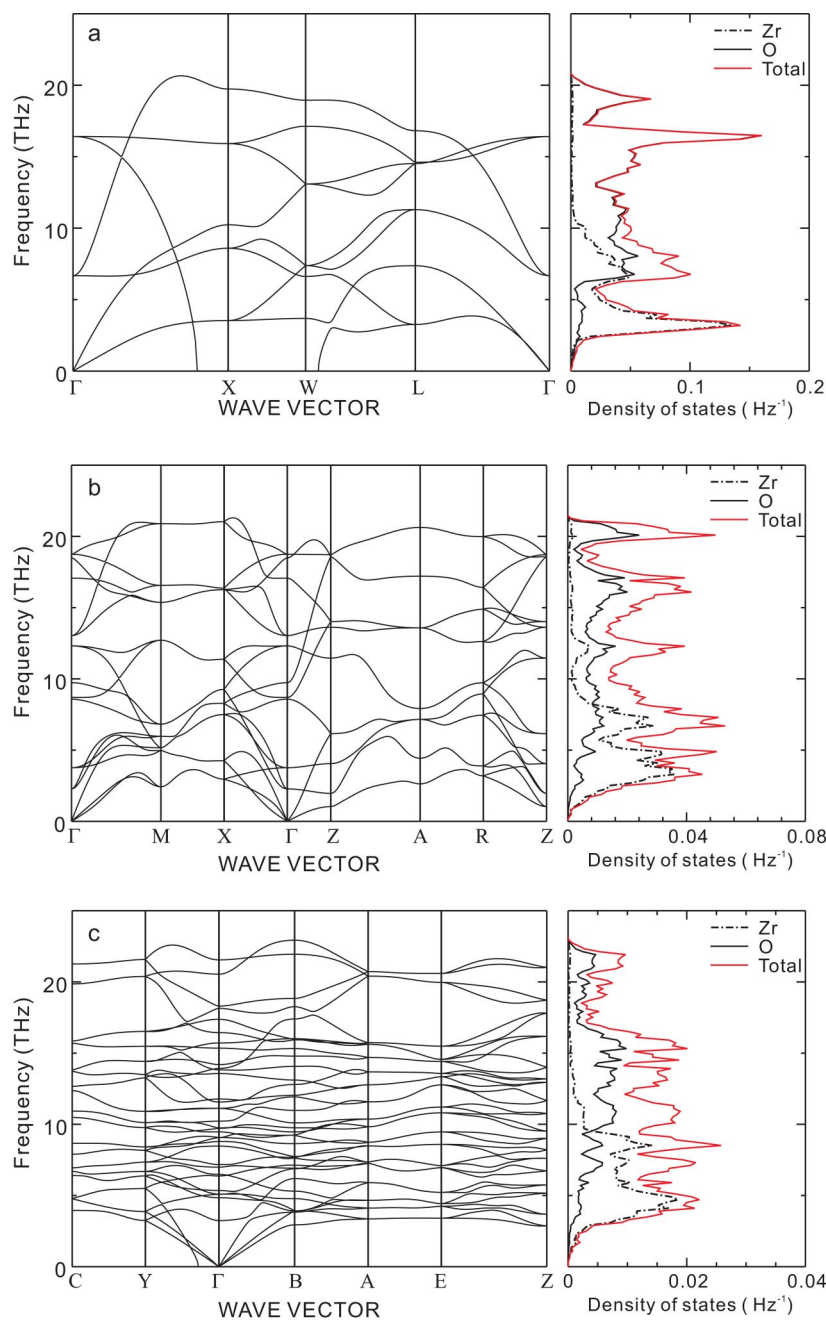 a
Zr
O
Total
20
10
0
Frequency (THz)
Γ X W L Γ
WAVE VECTOR
0 0.1 0.2
Density of states ( Hz⁻¹)
b
Zr
O
Total
20
10
0
Frequency (THz)
Γ M X Γ Z A R Z
WAVE VECTOR
0 0.04 0.08
Density of states ( Hz⁻¹)
c
Zr
O
Total
20
10
0
Frequency (THz)
C Y Γ B A E Z
WAVE VECTOR
0 0.02 0.04
Density of states ( Hz⁻¹)